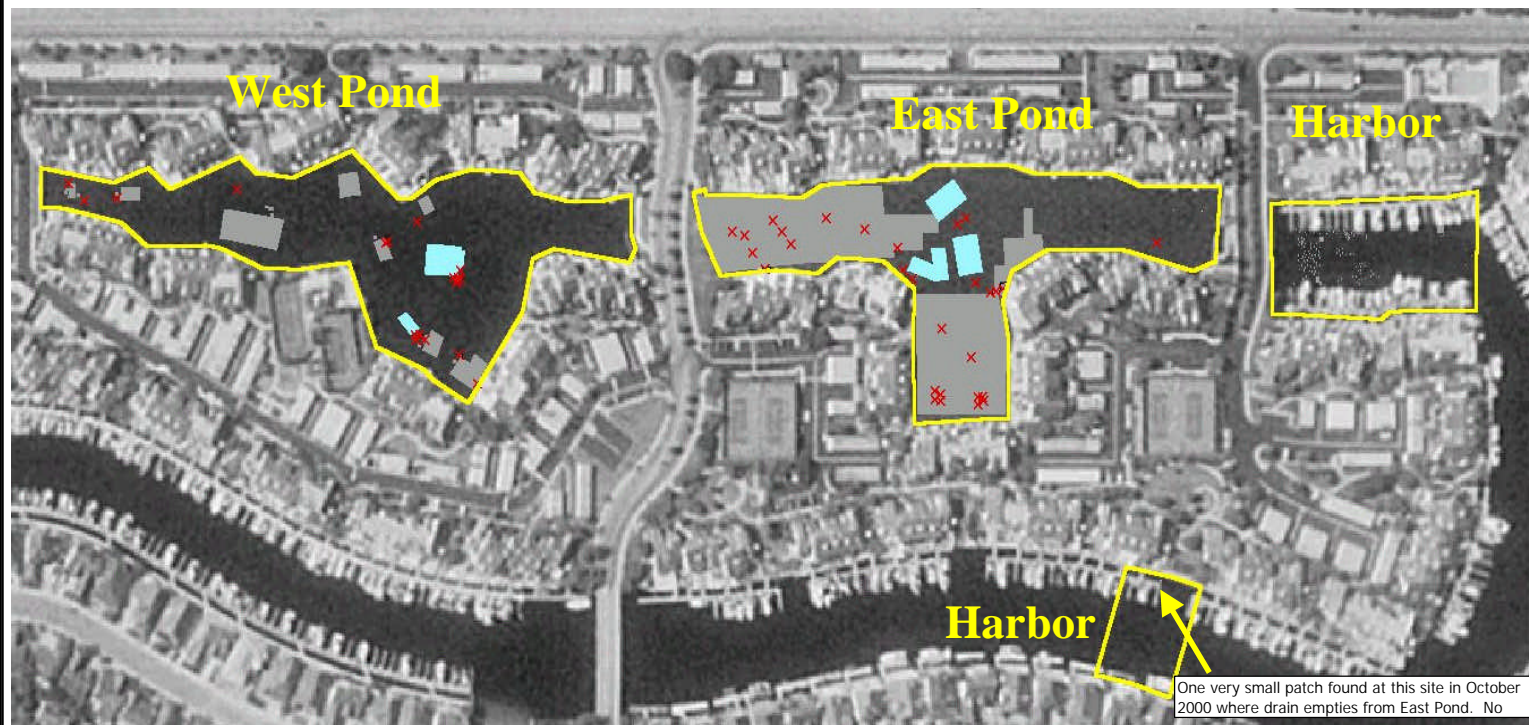 West Pond
East Pond
Harbor
Harbor
One very small patch found at this site in October
2000 where drain empties from East Pond. No